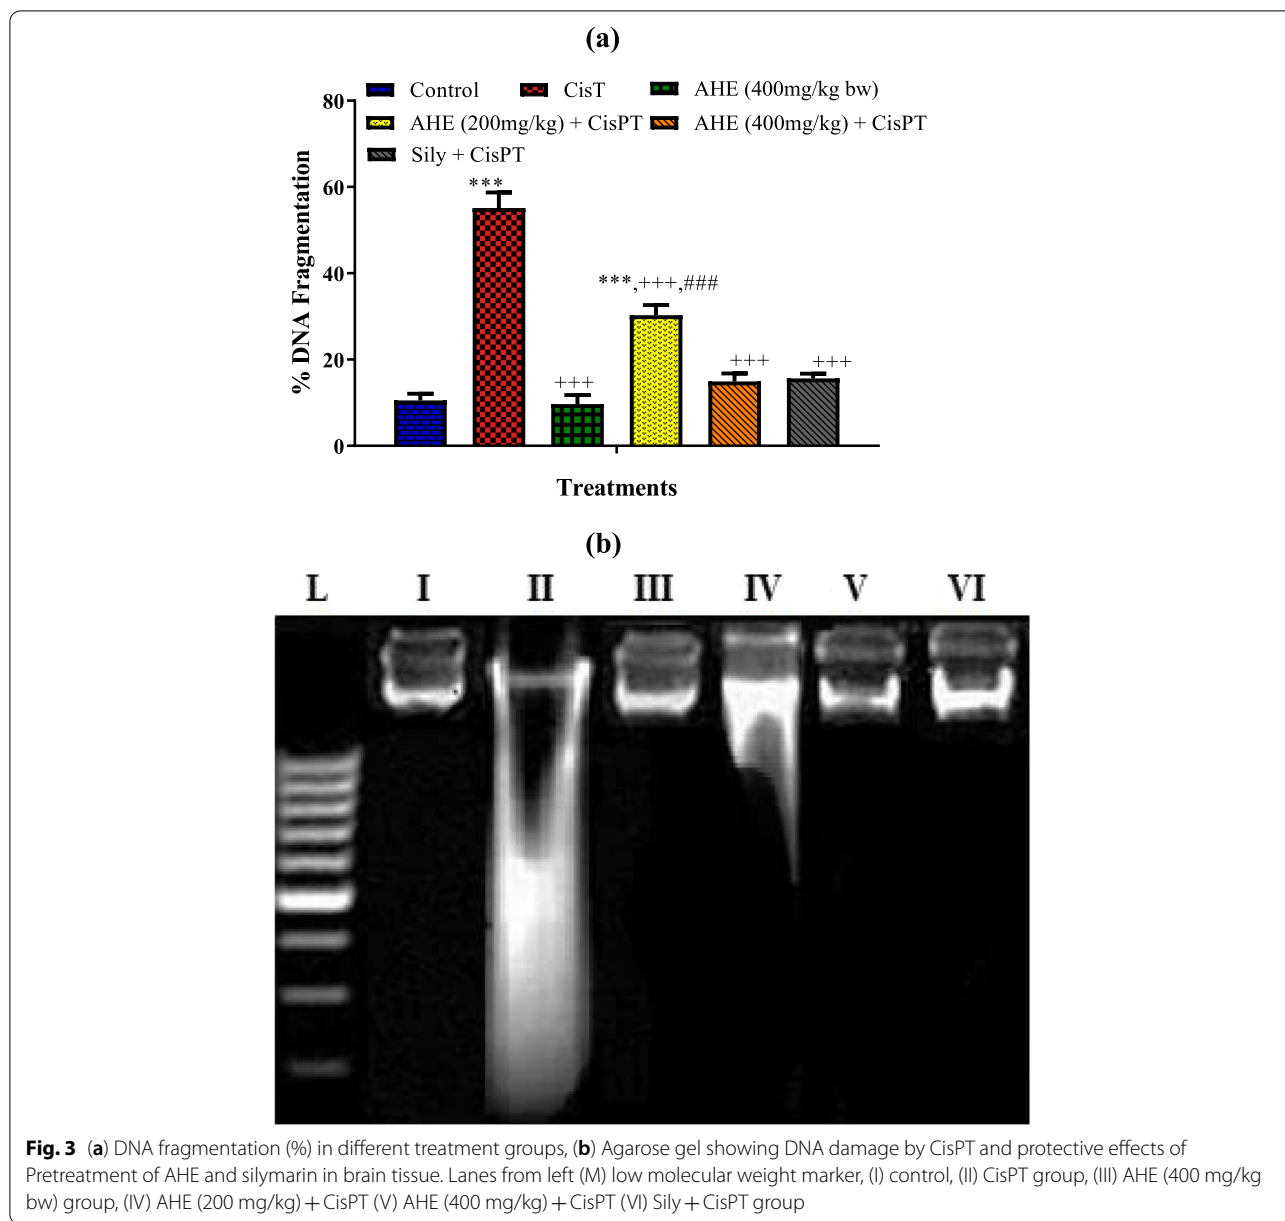 (a)
Control CisT AHE (400mg/kg bw)
AHE (200mg/kg) + CisPT AHE (400mg/kg) + CisPT
Sily + CisPT
% DNA Fragmentation
80
60
40
20
0
***
+++
***,+++,###
+++
+++
Treatments
(b)
L I II III IV V VI
Fig. 3 (a) DNA fragmentation (%) in different treatment groups, (b) Agarose gel showing DNA damage by CisPT and protective effects of
Pretreatment of AHE and silymarin in brain tissue. Lanes from left (M) low molecular weight marker, (I) control, (II) CisPT group, (III) AHE (400 mg/kg
bw) group, (IV) AHE (200 mg/kg) + CisPT (V) AHE (400 mg/kg) + CisPT (VI) Sily + CisPT group